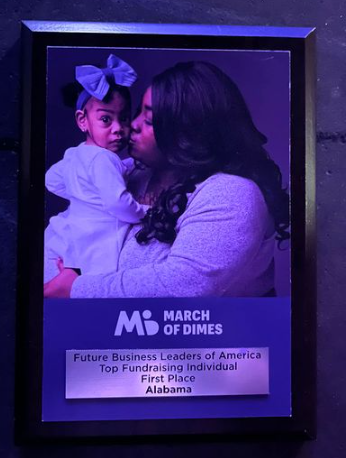 MARCH
OF DIMES
Future Business Leaders of America
Top Fundraising Individual
First Place
Alabama